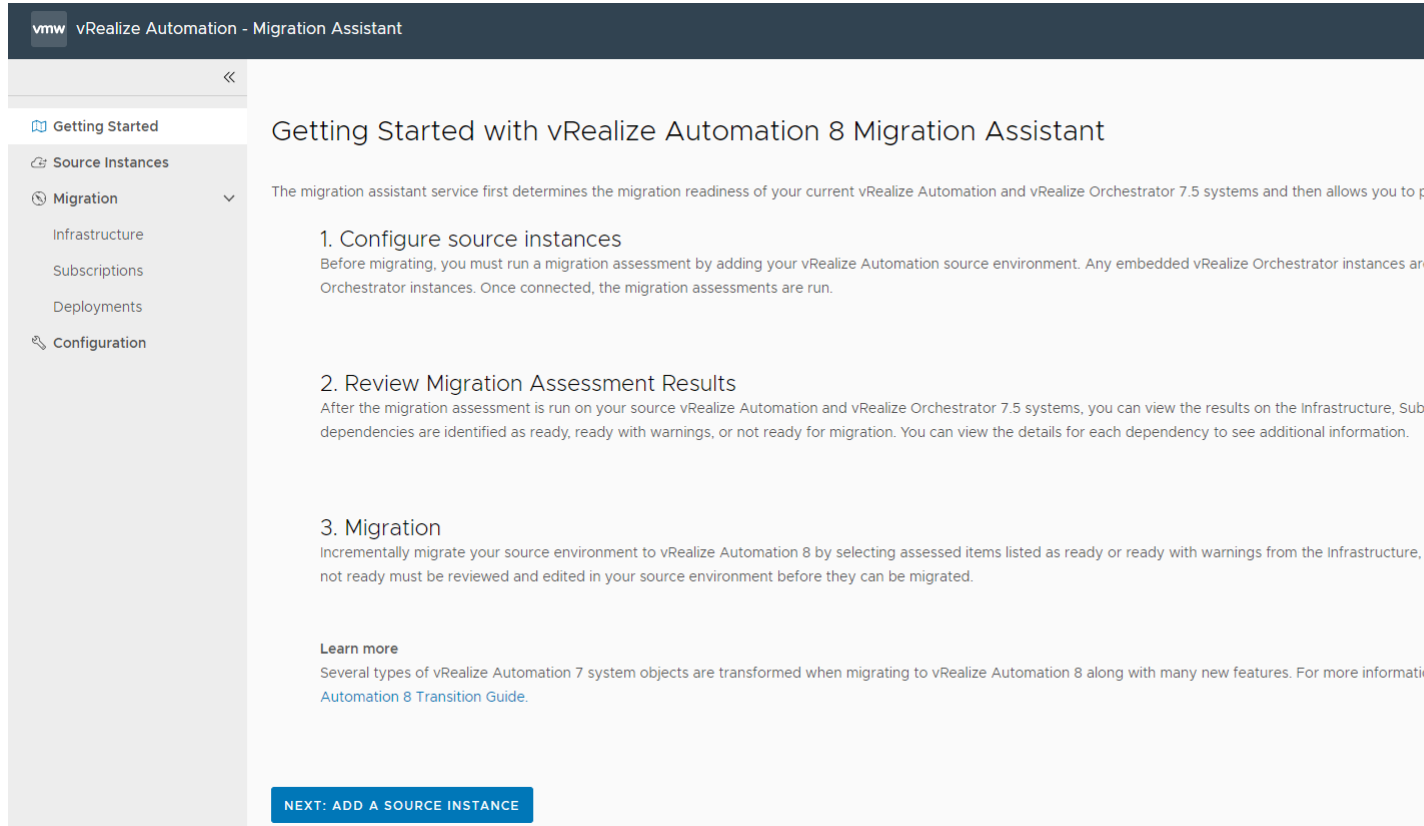 vmw vRealize Automation - Migration Assistant
Getting Started
Source Instances
Migration
Infrastructure
Subscriptions
Deployments
Configuration
Getting Started with vRealize Automation 8 Migration Assistant
The migration assistant service first determines the migration readiness of your current vRealize Automation and vRealize Orchestrator 7.5 systems and then allows you to
1. Configure source instances
Before migrating, you must run a migration assessment by adding your vRealize Automation source environment. Any embedded vRealize Orchestrator instances
Orchestrator instances. Once connected, the migration assessments are run.
2. Review Migration Assessment Results
After the migration assessment is run on your source vRealize Automation and vRealize Orchestrator 7.5 systems, you can view the results on the Infrastructure,
dependencies are identified as ready, ready with warnings, or not ready for migration. You can view the details for each dependency to see additional information.
3. Migration
Incrementally migrate your source environment to vRealize Automation 8 by selecting assessed items listed as ready or ready with warnings from the Infrastructure,
not ready must be reviewed and edited in your source environment before they can be migrated.
Learn more
Several types of vRealize Automation 7 system objects are transformed when migrating to vRealize Automation 8 along with many new features. For more
Automation 8 Transition Guide.
NEXT: ADD A SOURCE INSTANCE